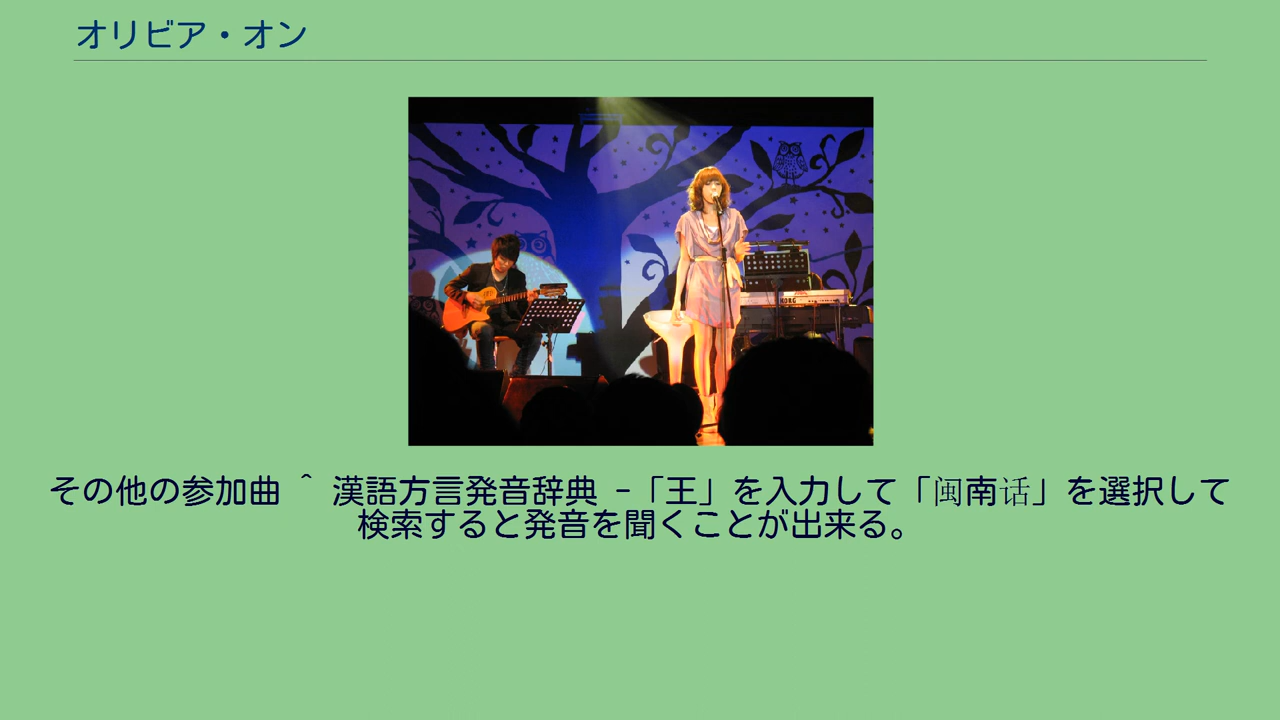 オリビア・オン
KORG
その他の参加曲 ^ 漢語方言発音辞典 -「王」を入力して「闽南话」を選択して
検索すると発音を聞くことが出来る。